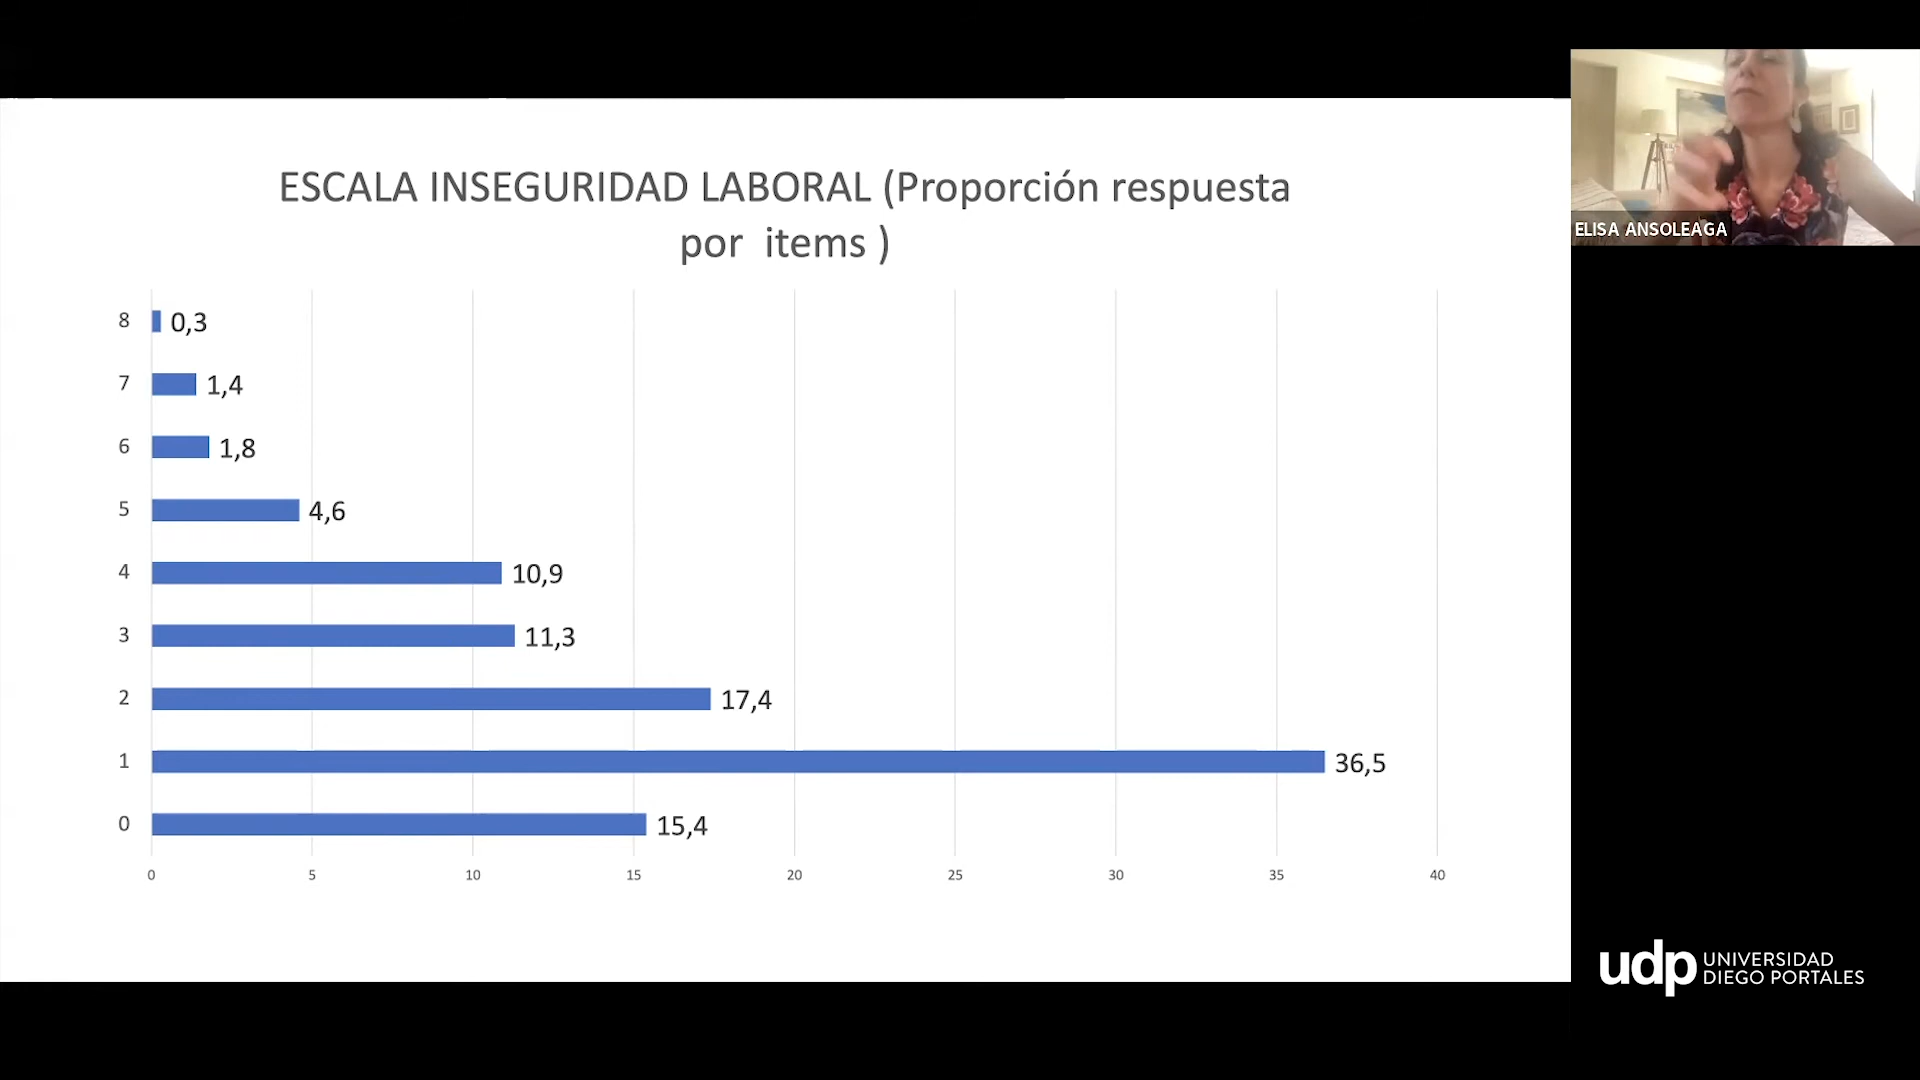 ESCALA INSEGURIDAD LABORAL (Proporción respuesta
por items )
8 0,3
7 1,4
6 1,8
5 4,6
4 10,9
3 11,3
2 17,4
1 36,5
0 15,4
0 5 10 15 20 25 30 35 40
ELISA ANSOLEAGA
udp UNIVERSIDAD
DIEGO PORTALES